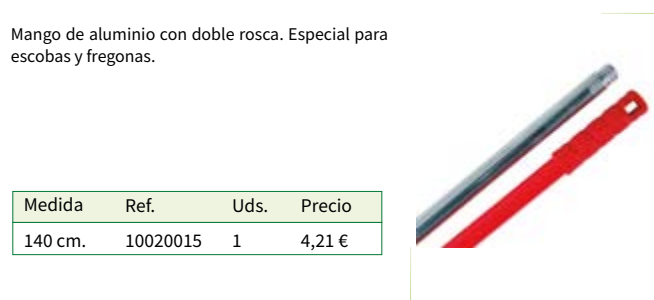 Mango de aluminio con doble rosca. Especial para
escobas y fregonas.
Medida Ref. Uds. Precio
140 cm. 10020015 1 4,21 €